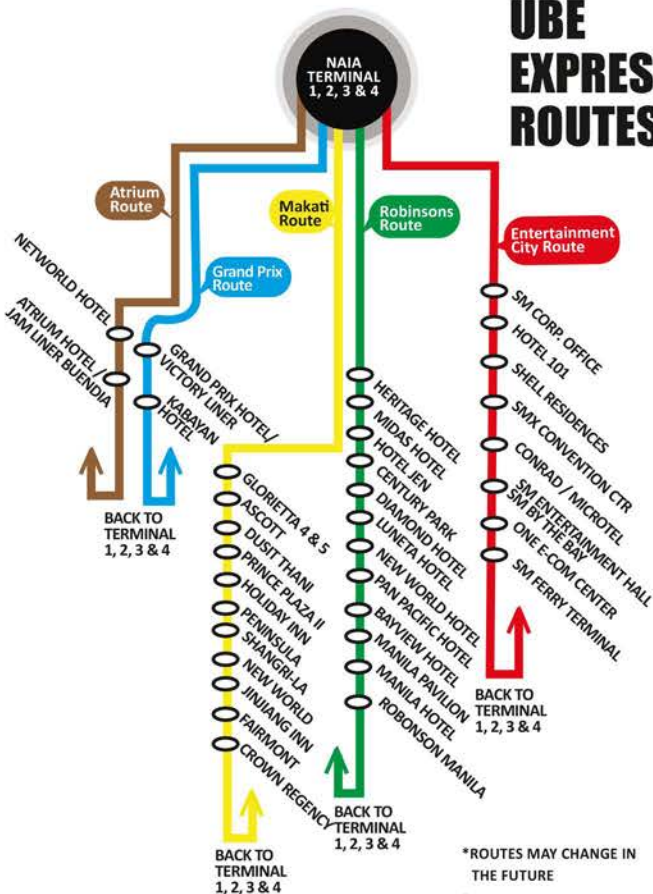 UBE
EXPRES
ROUTES
NAIA
TERMINAL
1, 2, 3 & 4
Atrium
Route
Grand Prix
Route
Makati
Route
Robinsons
Route
Entertainment
City Route
NETWORLD HOTEL
ATRIUM HOTEL /
JAM LINER BUENDIA
BACK TO
TERMINAL
1, 2, 3 & 4
GRAND PRIX HOTEL/
VICTORY LINER
KABAYAN
HOTEL
GLORIETTA 4 & 5
ASCOTT
DUSIT THANI
PRINCE PLAZA II
HOLIDAY INN
PENINSULA
SHANGRI-LA
NEW WORLD
JINJIANG INN
FAIRMONT
CROWN REGENCY
BACK TO
TERMINAL
1, 2, 3 & 4
HERITAGE HOTEL
MIDAS HOTEL
HOTEL JEN
CENTURY PARK
DIAMOND HOTEL
LUNETA HOTEL
NEW WORLD HOTEL
PAN PACIFIC HOTEL
BAYVIEW HOTEL
MANILA PAVILION
MANILA HOTEL
ROBONSON MANILA
BACK TO
TERMINAL
1, 2, 3 & 4
SM CORP. OFFICE
HOTEL 101
SHELL RESIDENCES
SMX CONVENTION CTR
CONRAD / MICROTEL
SM ENTERTAINMENT HALL
SM BY THE BAY
ONE E-COM CENTER
SM FERRY TERMINAL
BACK TO
TERMINAL
1, 2, 3 & 4
*ROUTES MAY CHANGE IN
THE FUTURE